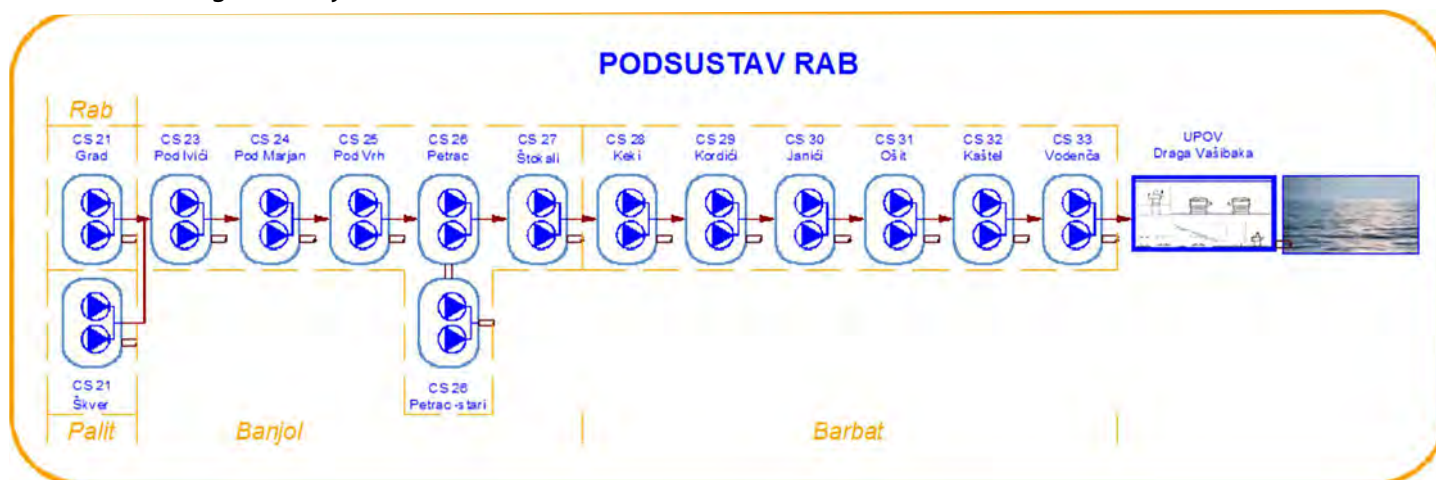 PODSUSTAV RAB
Rab
CS 21
Grad
CS 23
Pod Ivići
CS 24
Pod Marjan
CS 25
Pod Vrh
CS 26
Petrac
CS 27
Štokali
CS 28
Keki
CS 29
Kordići
CS 30
Janići
CS 31
Ošit
CS 32
Kaštel
CS 33
Vodenča
UPOV
Draga Vašibaka
CS 21
Škver
CS 26
Petrac-stari
Palit
Banjol
Barbat